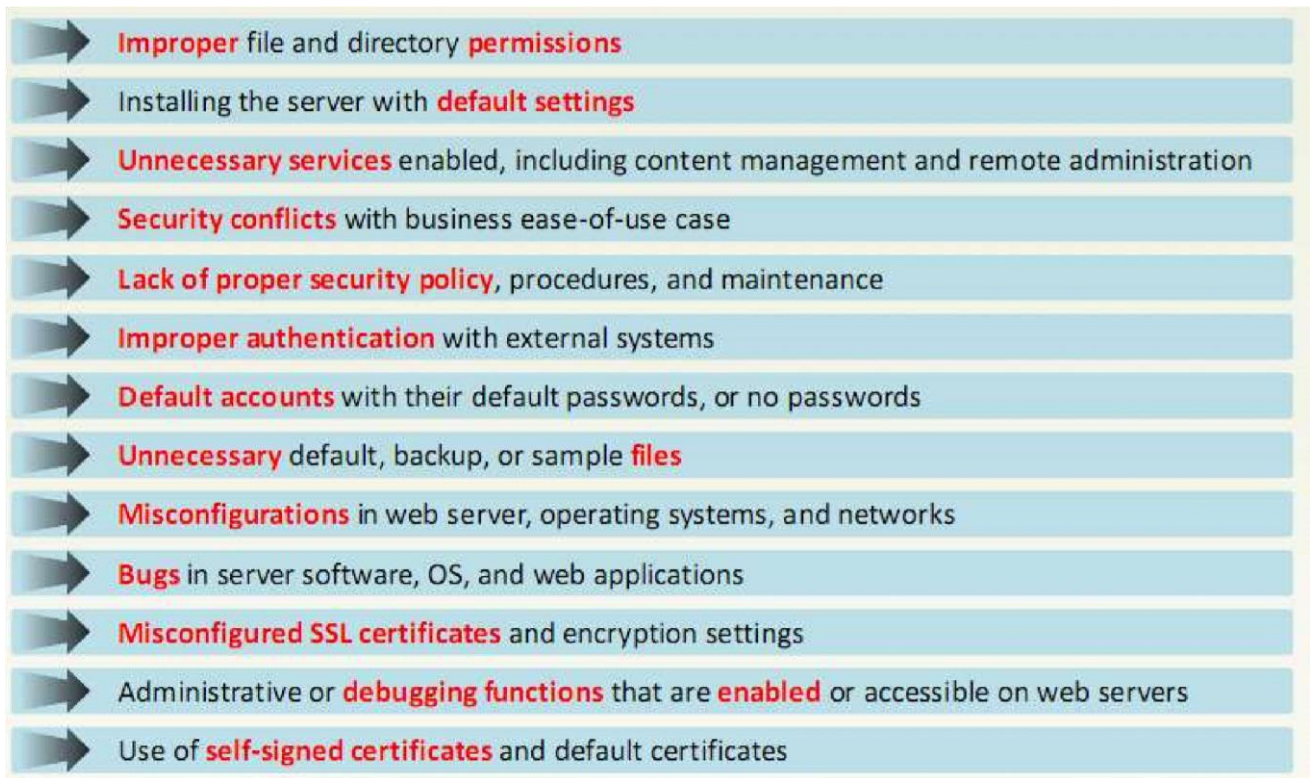 Improper file and directory permissions
Installing the server with default settings
Unnecessary services enabled, including content management and remote administration
Security conflicts with business ease-of-use case
Lack of proper security policy, procedures, and maintenance
Improper authentication with external systems
Default accounts with their default passwords, or no passwords
Unnecessary default, backup, or sample files
Misconfigurations in web server, operating systems, and networks
Bugs in server software, OS, and web applications
Misconfigured SSL certificates and encryption settings
Administrative or debugging functions that are enabled or accessible on web servers
Use of self-signed certificates and default certificates